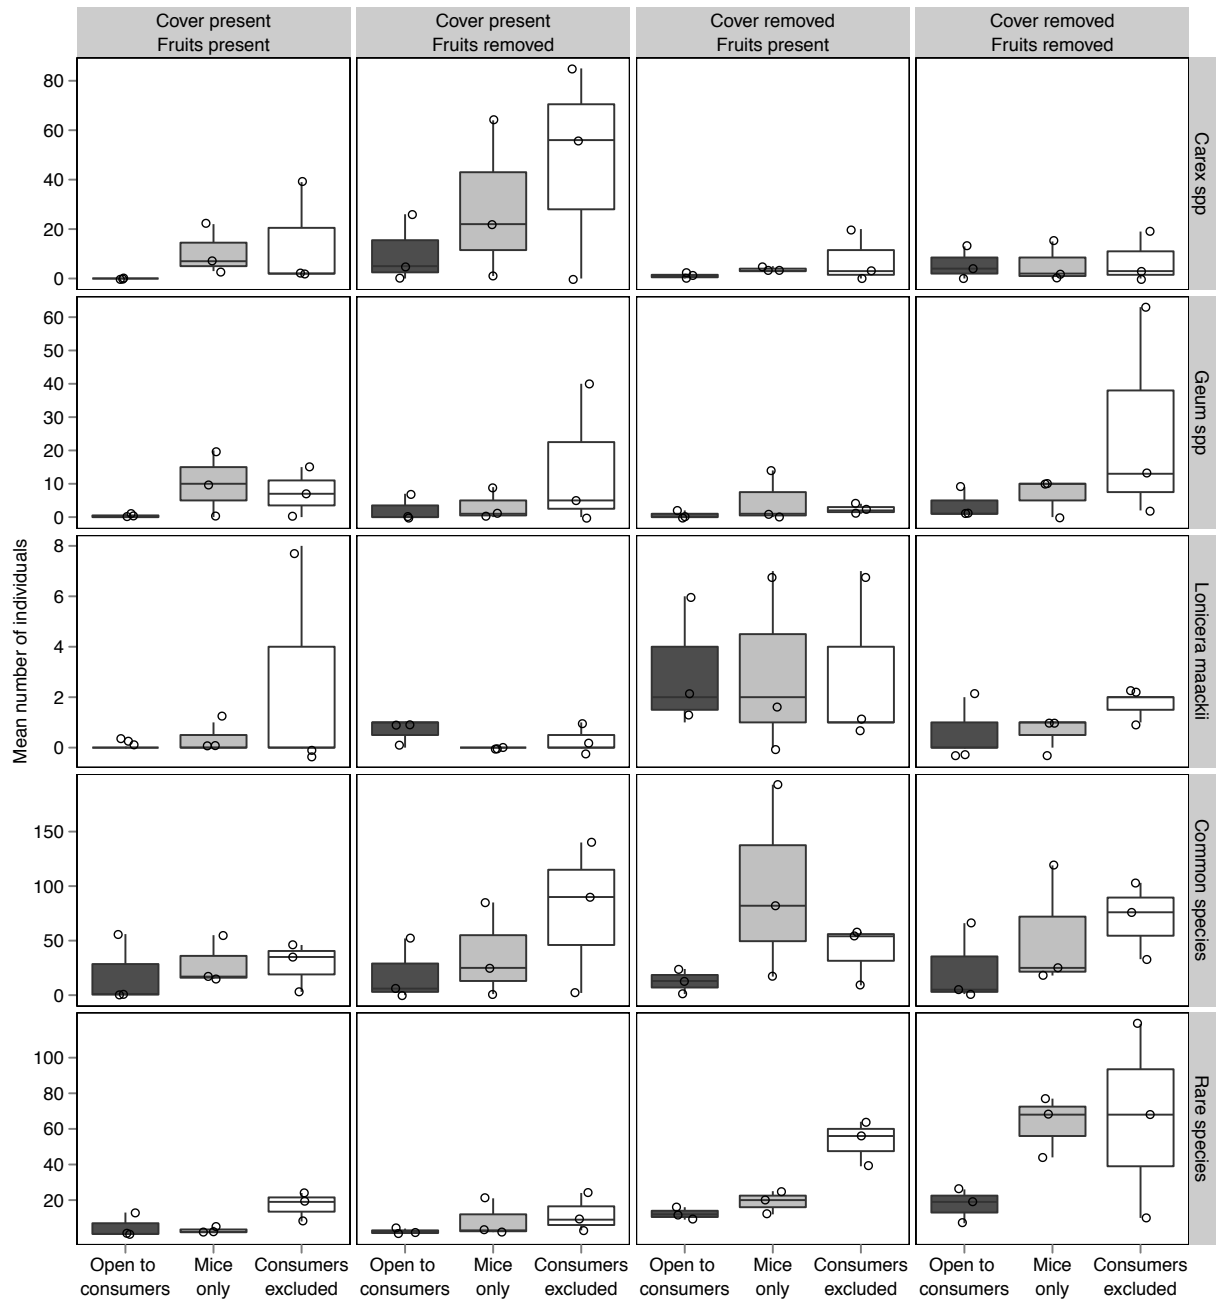 Cover present
Fruits present
Cover present
Fruits removed
Cover removed
Fruits present
Cover removed
Fruits removed
80
60
40
20
0
Carex spp
60
50
40
30
20
10
0
Geum spp
Mean number of individuals
8
6
4
2
0
Lonicera maackii
150
100
50
0
Common species
100
80
60
40
20
Rare species
Open to
consumers
Mice
only
Consumers
excluded
Open to
consumers
Mice
only
Consumers
excluded
Open to
consumers
Mice
only
Consumers
excluded
Open to
consumers
Mice
only
Consumers
excluded